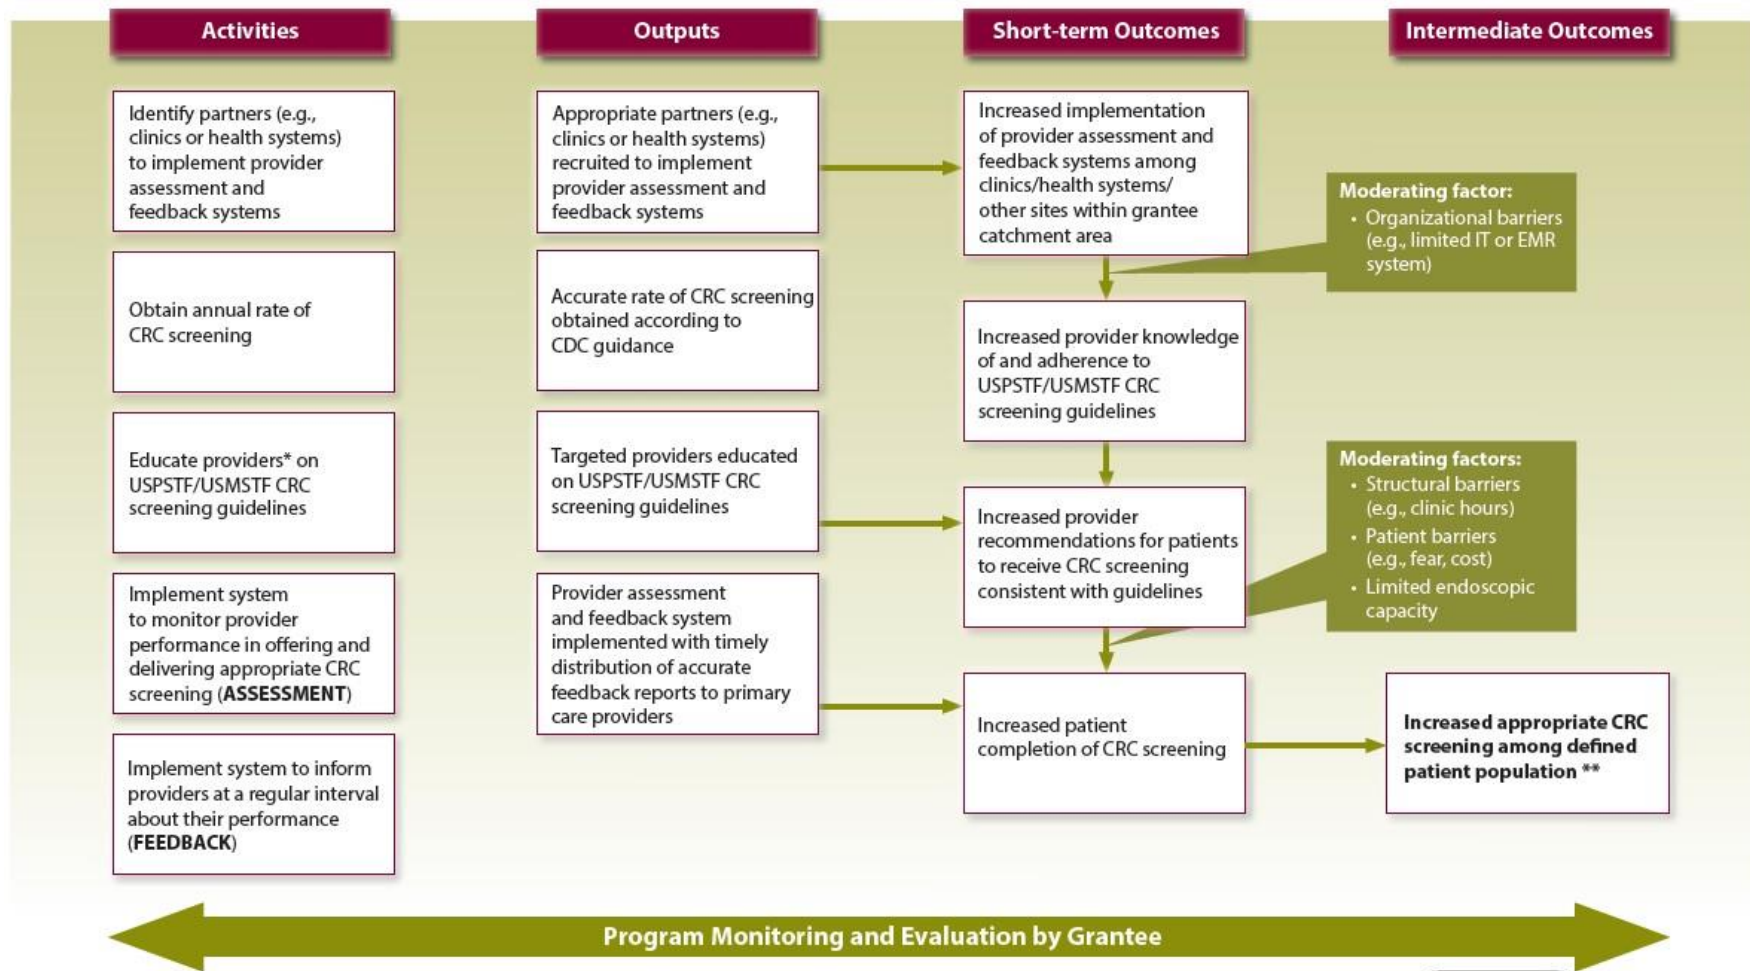 Activities
Identify partners (e.g.,
clinics or health systems)
to implement provider
assessment and
feedback systems
Obtain annual rate of
CRC screening
Educate providers* on
USPSTF/USMSTF CRC
screening guidelines
Implement system
to monitor provider
performance in offering and
delivering appropriate CRC
screening (ASSESSMENT)
Implement system to inform
providers at a regular interval
about their performance
(FEEDBACK)
Outputs
Appropriate partners (e.g.,
clinics or health systems)
recruited to implement
provider assessment and
feedback systems
Accurate rate of CRC screening
obtained according to
CDC guidance
Targeted providers educated
on USPSTF/USMSTF CRC
screening guidelines
Provider assessment
and feedback system
implemented with timely
distribution of accurate
feedback reports to primary
care providers
Short-term Outcomes
Increased implementation
of provider assessment and
feedback systems among
clinics/health systems/
other sites within grantee
catchment area
Increased provider knowledge
of and adherence to
USPSTF/USMSTF CRC
screening guidelines
Increased provider
recommendations for patients
to receive CRC screening
consistent with guidelines
Increased patient
completion of CRC screening
Intermediate Outcomes
Moderating factor:
• Organizational barriers
(e.g., limited IT or EMR
system)
Moderating factors:
• Structural barriers
(e.g., clinic hours)
• Patient barriers
(e.g., fear, cost)
• Limited endoscopic
capacity
Increased appropriate CRC
screening among defined
patient population **
Program Monitoring and Evaluation by Grantee